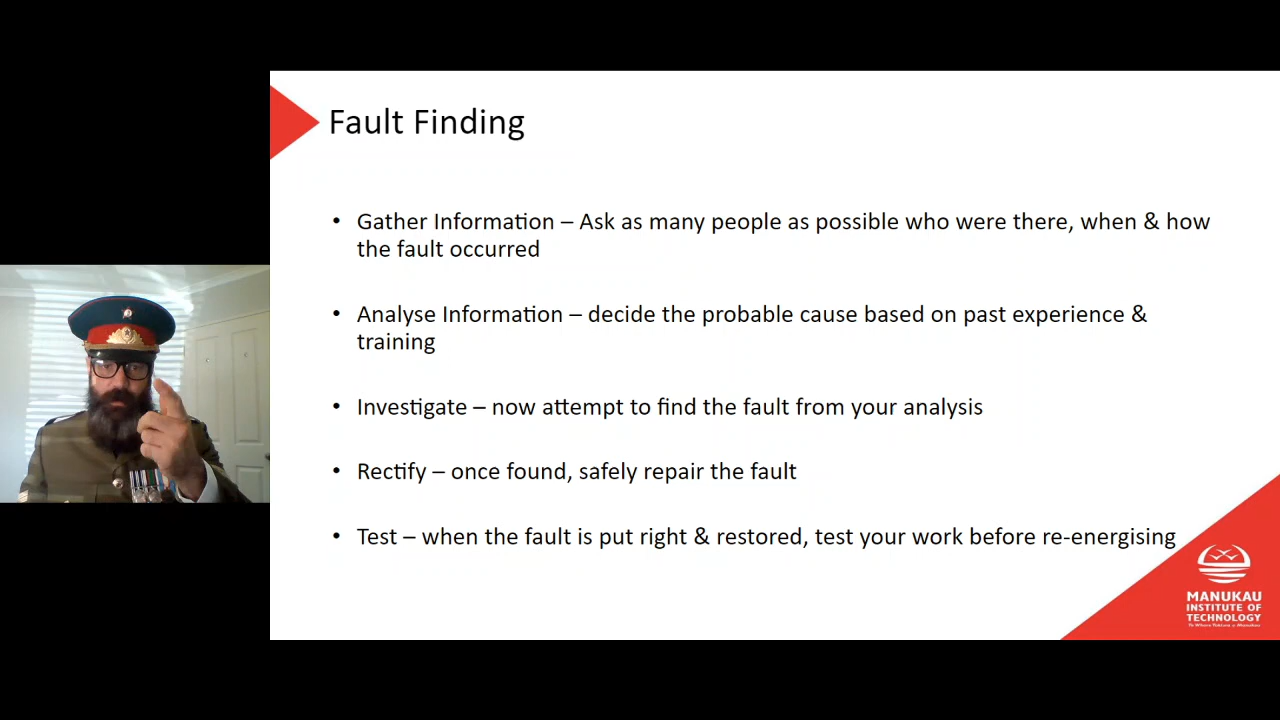 Fault Finding
• Gather Information – Ask as many people as possible who were there, when & how
the fault occurred
• Analyse Information – decide the probable cause based on past experience &
training
• Investigate – now attempt to find the fault from your analysis
• Rectify – once found, safely repair the fault
• Test – when the fault is put right & restored, test your work before re-energising
MANUKAU
INSTITUTE OF
TECHNOLOGY